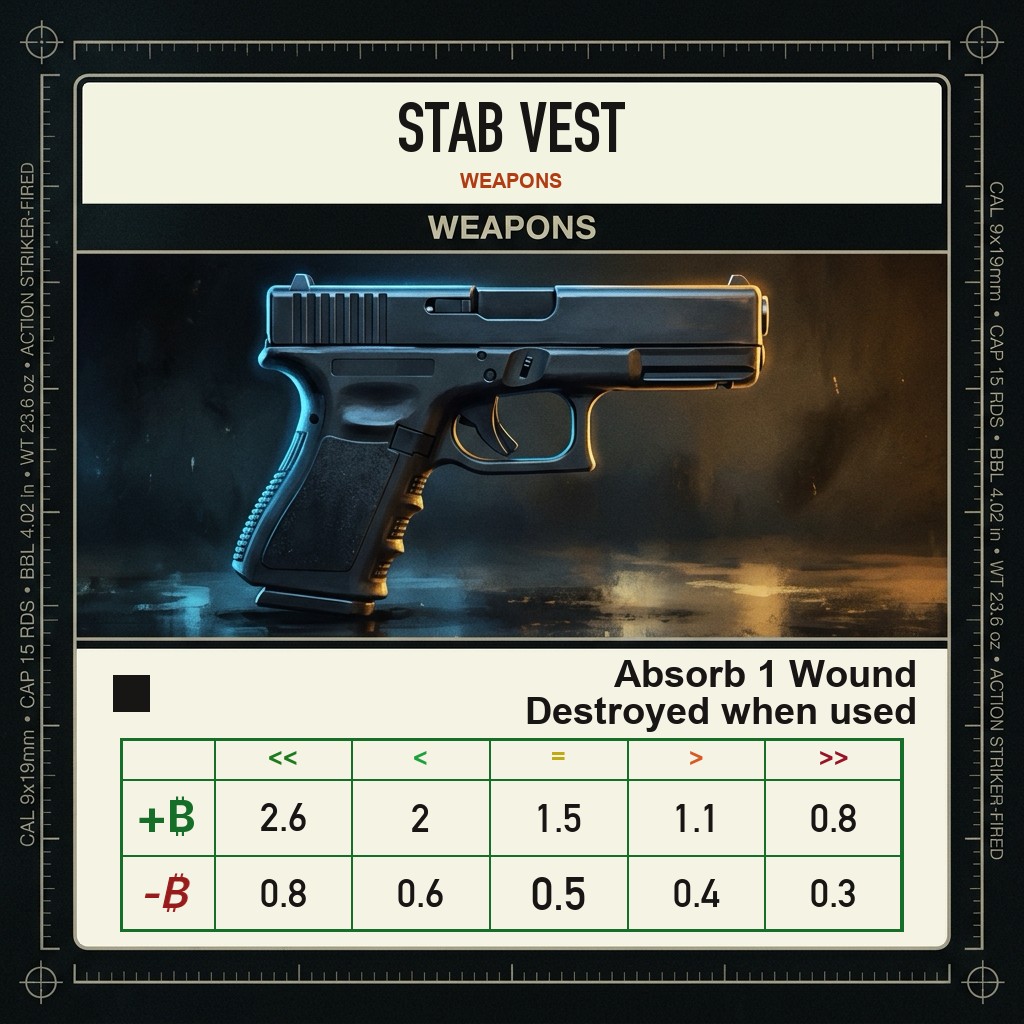 STAB VEST
WEAPONS
WEAPONS
CAL 9x19mm • CAP 15 RDS • BBL 4.02 in • WT 23.6 oz • ACTION STRIKER-FIRED
CAL 9x19mm • CAP 15 RDS • BBL 4.02 in • WT 23.6 oz • ACTION STRIKER-FIRED
Absorb 1 Wound
Destroyed when used
<< < = > >>
+₿ 2.6 2 1.5 1.1 0.8
-₿ 0.8 0.6 0.5 0.4 0.3